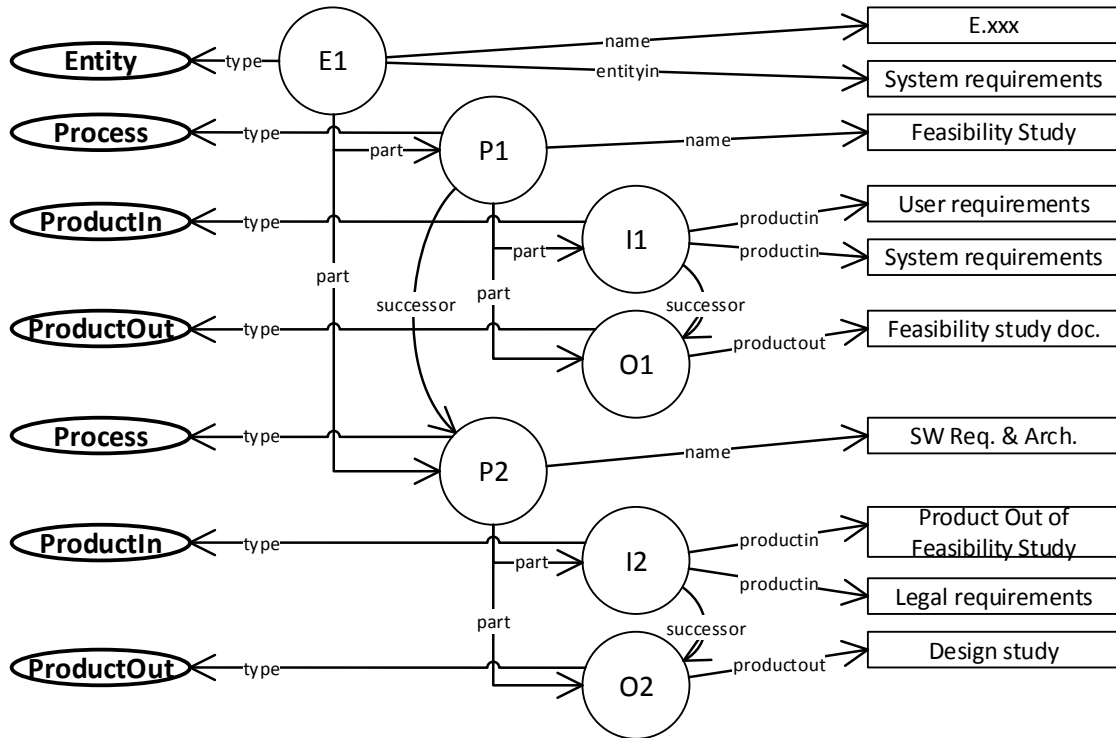 E.xxx
name
Entity
type
E1
entityin
System requirements
Process
type
part
P1
name
Feasibility Study
ProductIn
type
part
I1
productin
User requirements
productin
System requirements
part
successor
part
successor
ProductOut
type
O1
productout
Feasibility study doc.
Process
type
P2
name
SW Req. & Arch.
ProductIn
type
part
I2
productin
Product Out of
Feasibility Study
productin
Legal requirements
part
successor
ProductOut
type
O2
productout
Design study